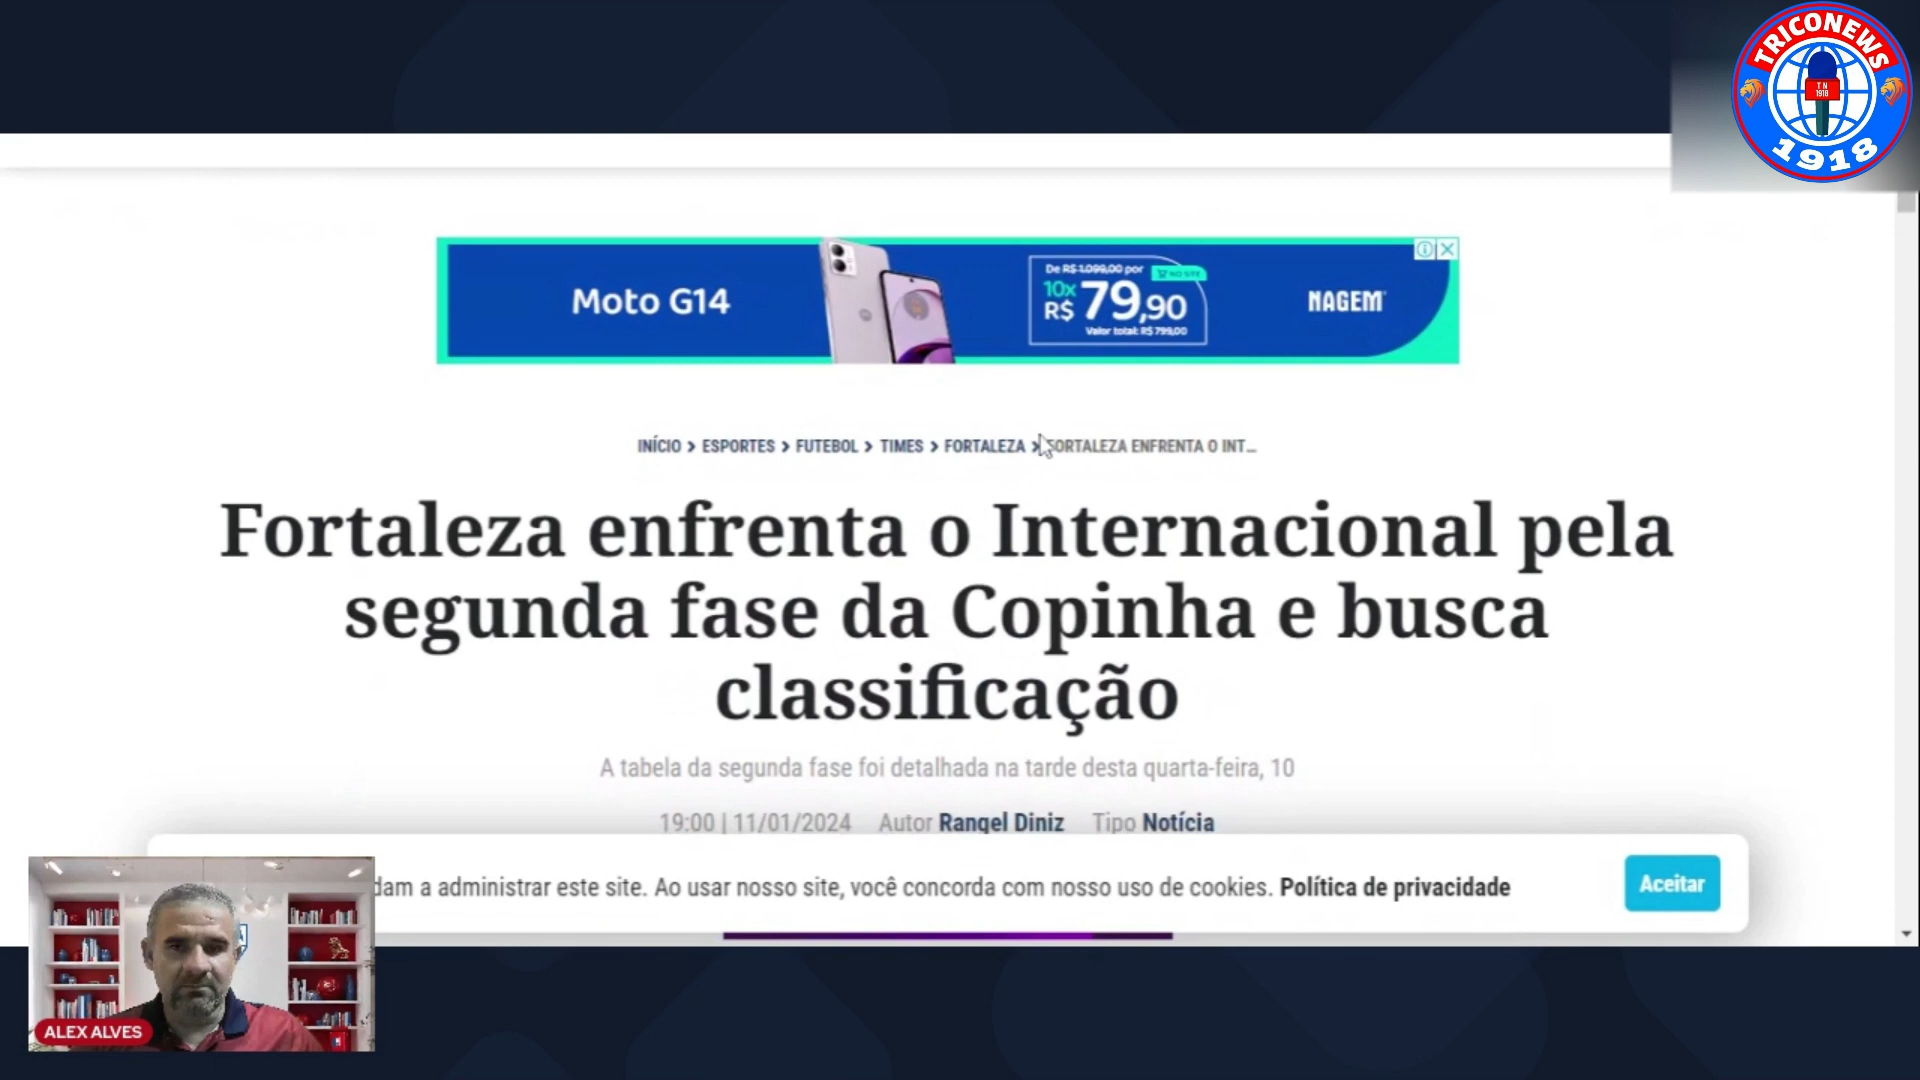 TRICONEWS
T N
1918
1918
Moto G14
De R$ 1.099,00 por
NO SITE
10x
R$ 79,90
Valor total: R$ 799,00
NAGEM
INÍCIO > ESPORTES > FUTEBOL > TIMES > FORTALEZA > FORTALEZA ENFRENTA O INT...
Fortaleza enfrenta o Internacional pela
segunda fase da Copinha e busca
classificação
A tabela da segunda fase foi detalhada na tarde desta quarta-feira, 10
19:00 | 11/01/2024 Autor Rangel Diniz Tipo Notícia
dam a administrar este site. Ao usar nosso site, você concorda com nosso uso de cookies. Política de privacidade
Aceitar
ALEX ALVES